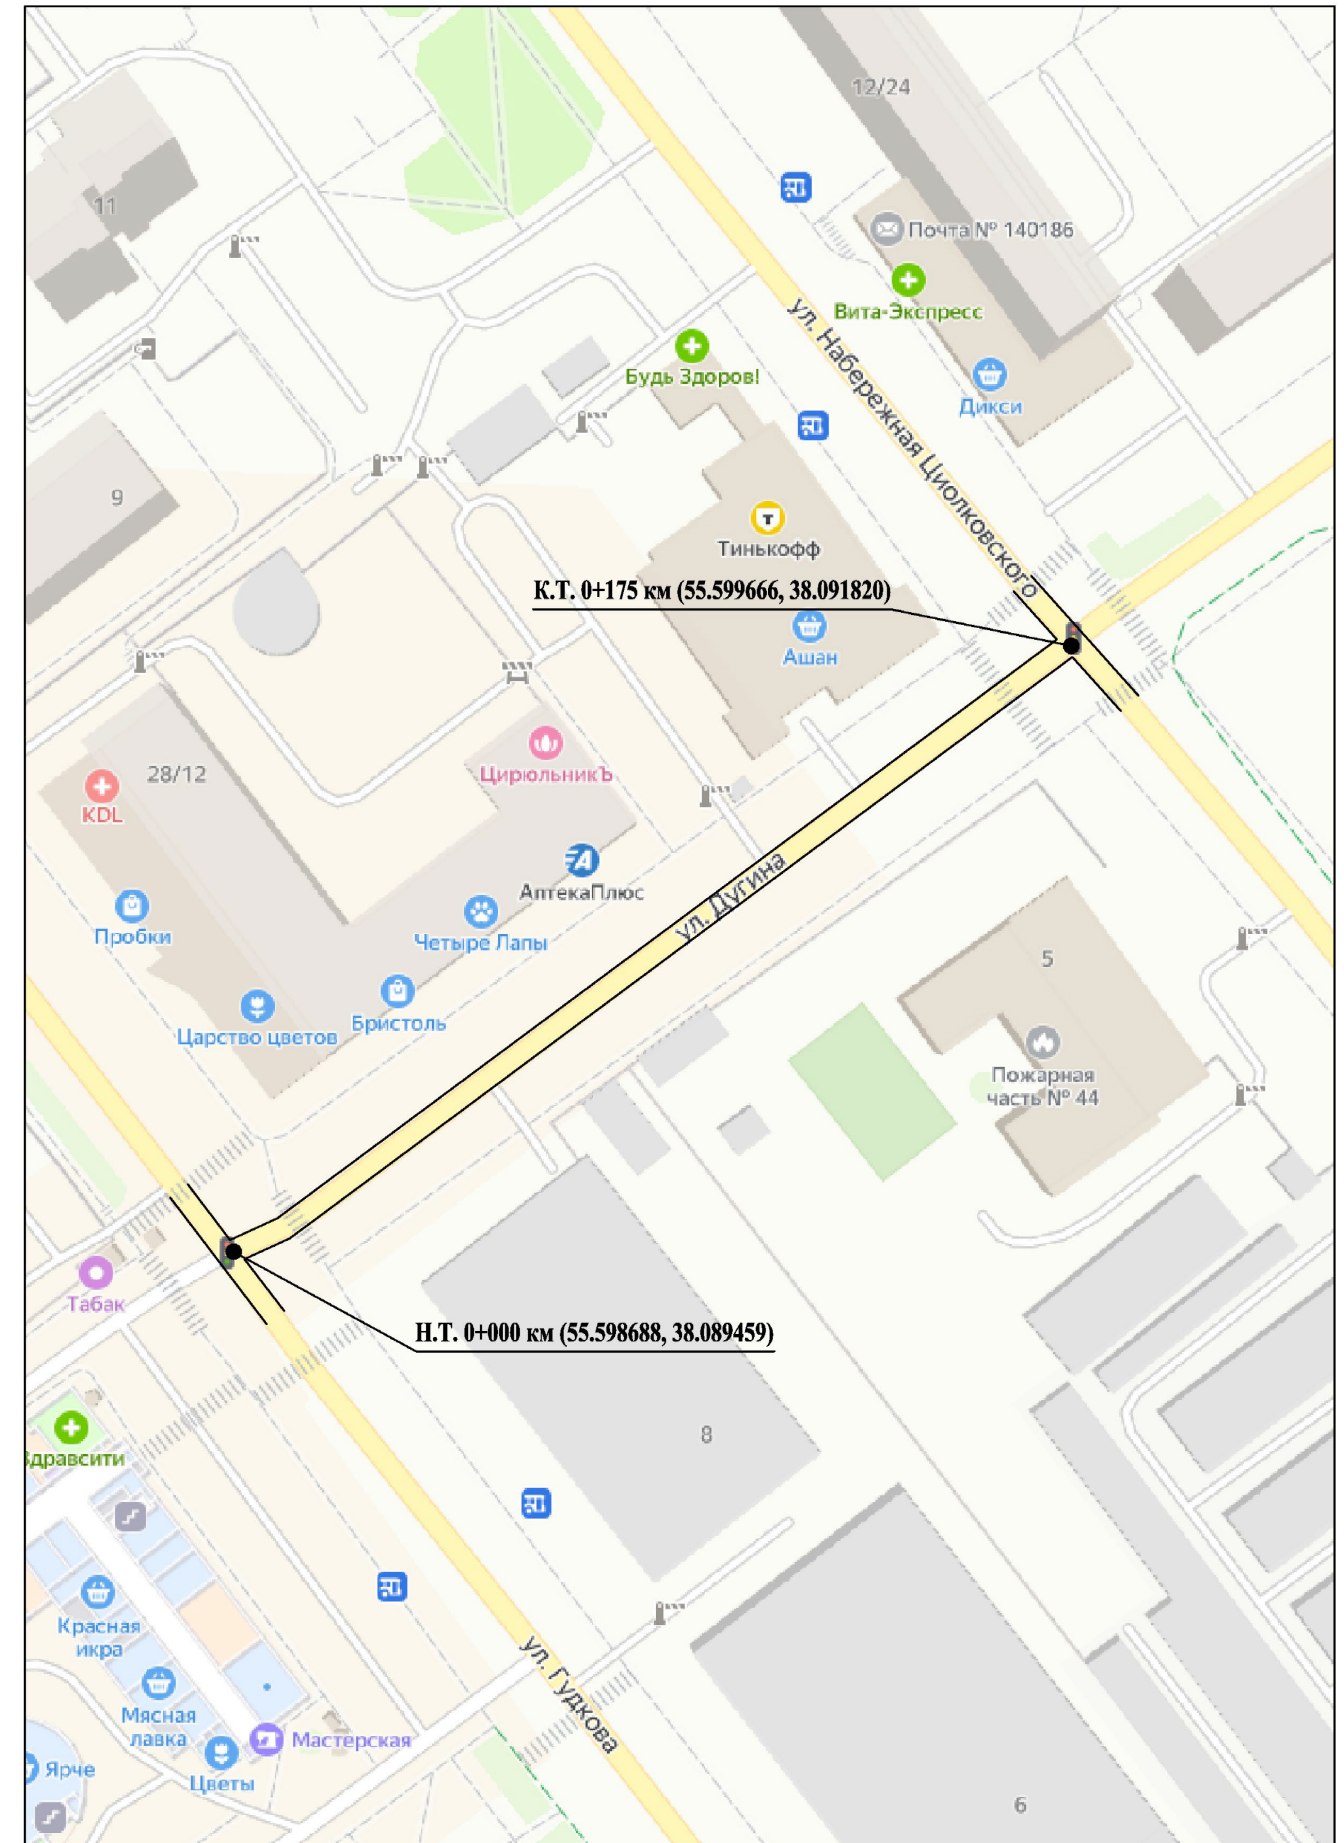 12/24
11
Почта № 140186
Вита-Экспресс
ул. Набережная Циолковского
Будь Здоров!
Дикси
9
Тинькофф
К.Т. 0+175 км (55.599666, 38.091820)
Ашан
28/12
ЦирюльникЪ
KDL
АптекаПлюс
ул. Дугина
Пробки
Четыре Лапы
5
Бристоль
Царство цветов
Пожарная
часть № 44
Табак
Н.Т. 0+000 км (55.598688, 38.089459)
8
Здравсити
Красная
икра
ул. Гудкова
Мясная
лавка
Мастерская
Ярче
Цветы
6